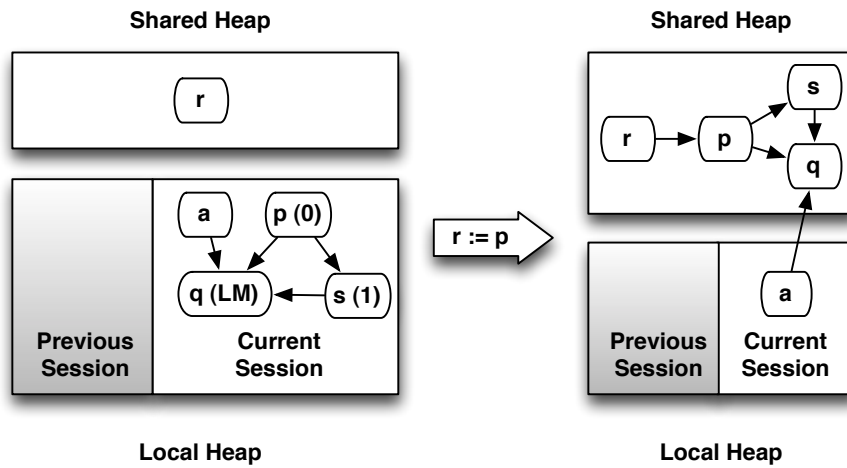 Shared Heap
r
a
p (0)
q (LM)
s (1)
Previous
Session
Current
Session
Local Heap
r := p
Shared Heap
s
r
p
q
a
Previous
Session
Current
Session
Local Heap